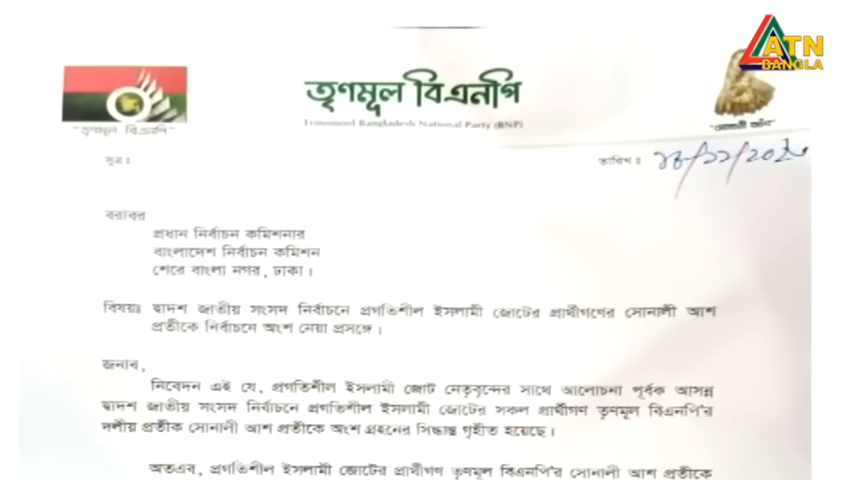 ATN
BANGLA
তৃণমূল বিএনপি
Trinomool Bangladesh National Party (BNP)
"তৃণমূল বিএনপি"
"সোনালী আঁশ"
সূত্রঃ
তারিখঃ
বরাবর
প্রধান নির্বাচন কমিশনার
বাংলাদেশ নির্বাচন কমিশন
শেরে বাংলা নগর, ঢাকা।
বিষয়ঃ দ্বাদশ জাতীয় সংসদ নির্বাচনে প্রগতিশীল ইসলামী জোটের প্রার্থীগণের সোনালী আশ
প্রতীকে নির্বাচনে অংশ নেয়া প্রসঙ্গে।
জনাব,
নিবেদন এই যে, প্রগতিশীল ইসলামী জোট নেতৃবৃন্দের সাথে আলোচনা পূর্বক আসন্ন
দ্বাদশ জাতীয় সংসদ নির্বাচনে প্রগতিশীল ইসলামী জোটের সকল প্রার্থীগণ তৃণমূল বিএনপি'র
দলীয় প্রতীক সোনালী আশ প্রতীকে অংশ গ্রহনের সিদ্ধান্ত গৃহীত হয়েছে।
অতএব, প্রগতিশীল ইসলামী জোটের প্রার্থীগণ তৃণমূল বিএনপি'র সোনালী আশ প্রতীকে